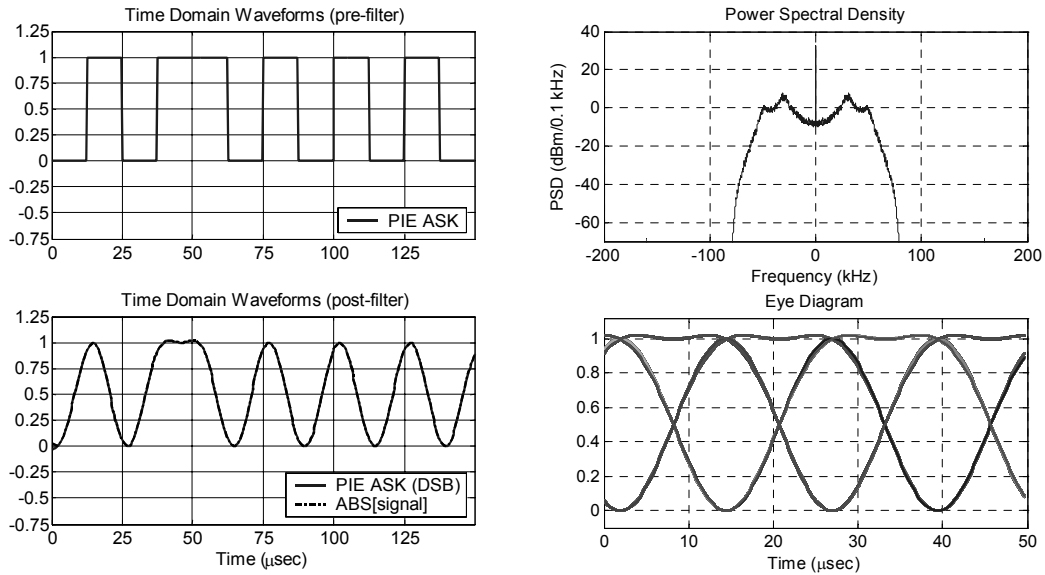 Time Domain Waveforms (pre-filter)
1.25
1
0.75
0.5
0.25
0
-0.25
-0.5
-0.75
PIE ASK
0 25 50 75 100 125
Power Spectral Density
PSD (dBm/0.1 kHz)
40
20
0
-20
-40
-60
-200 -100 0 100 200
Frequency (kHz)
Time Domain Waveforms (post-filter)
1.25
1
0.75
0.5
0.25
0
-0.25
-0.5
-0.75
PIE ASK (DSB)
ABS[signal]
0 25 50 75 100 125
Time (μsec)
Eye Diagram
1
0.8
0.6
0.4
0.2
0
0 10 20 30 40 50
Time (μsec)